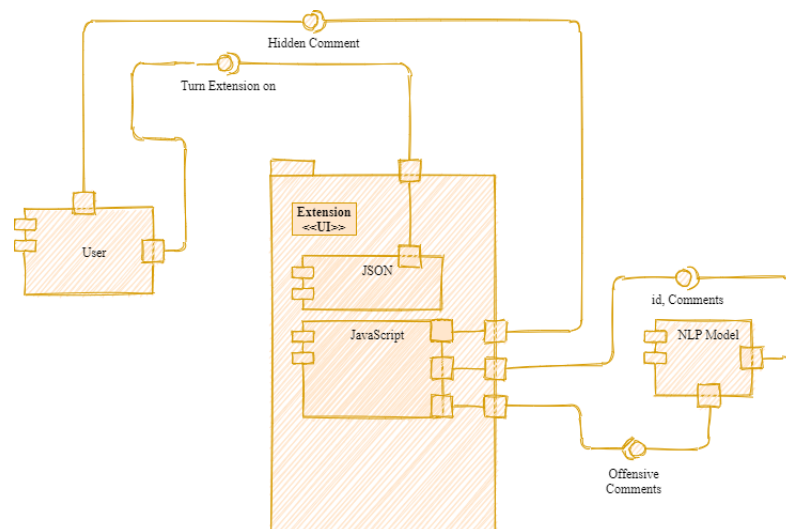 Hidden Comment
Turn Extension on
Extension
<<UI>>
User
JSON
id, Comments
JavaScript
NLP Model
Offensive
Comments